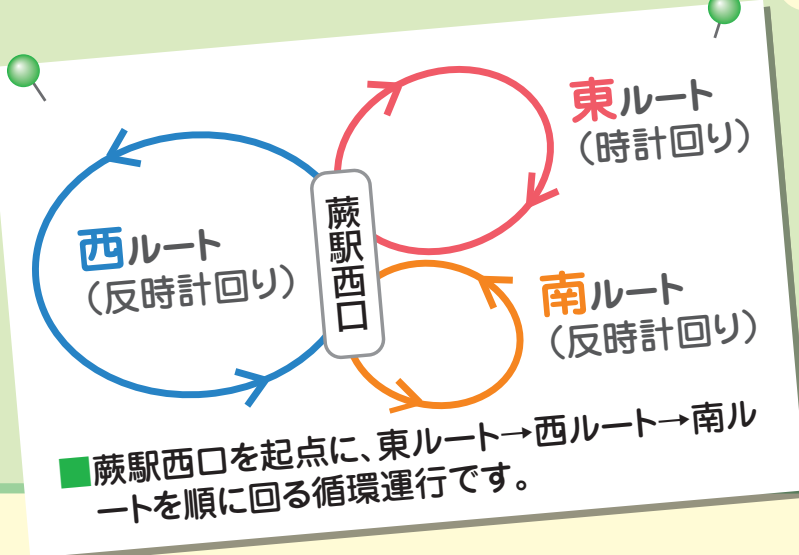 東ルート
（時計回り）
西ルート
（反時計回り）
蕨駅西口
南ルート
（反時計回り）
■蕨駅西口を起点に、東ルート→西ルート→南ル
ートを順に回る循環運行です。